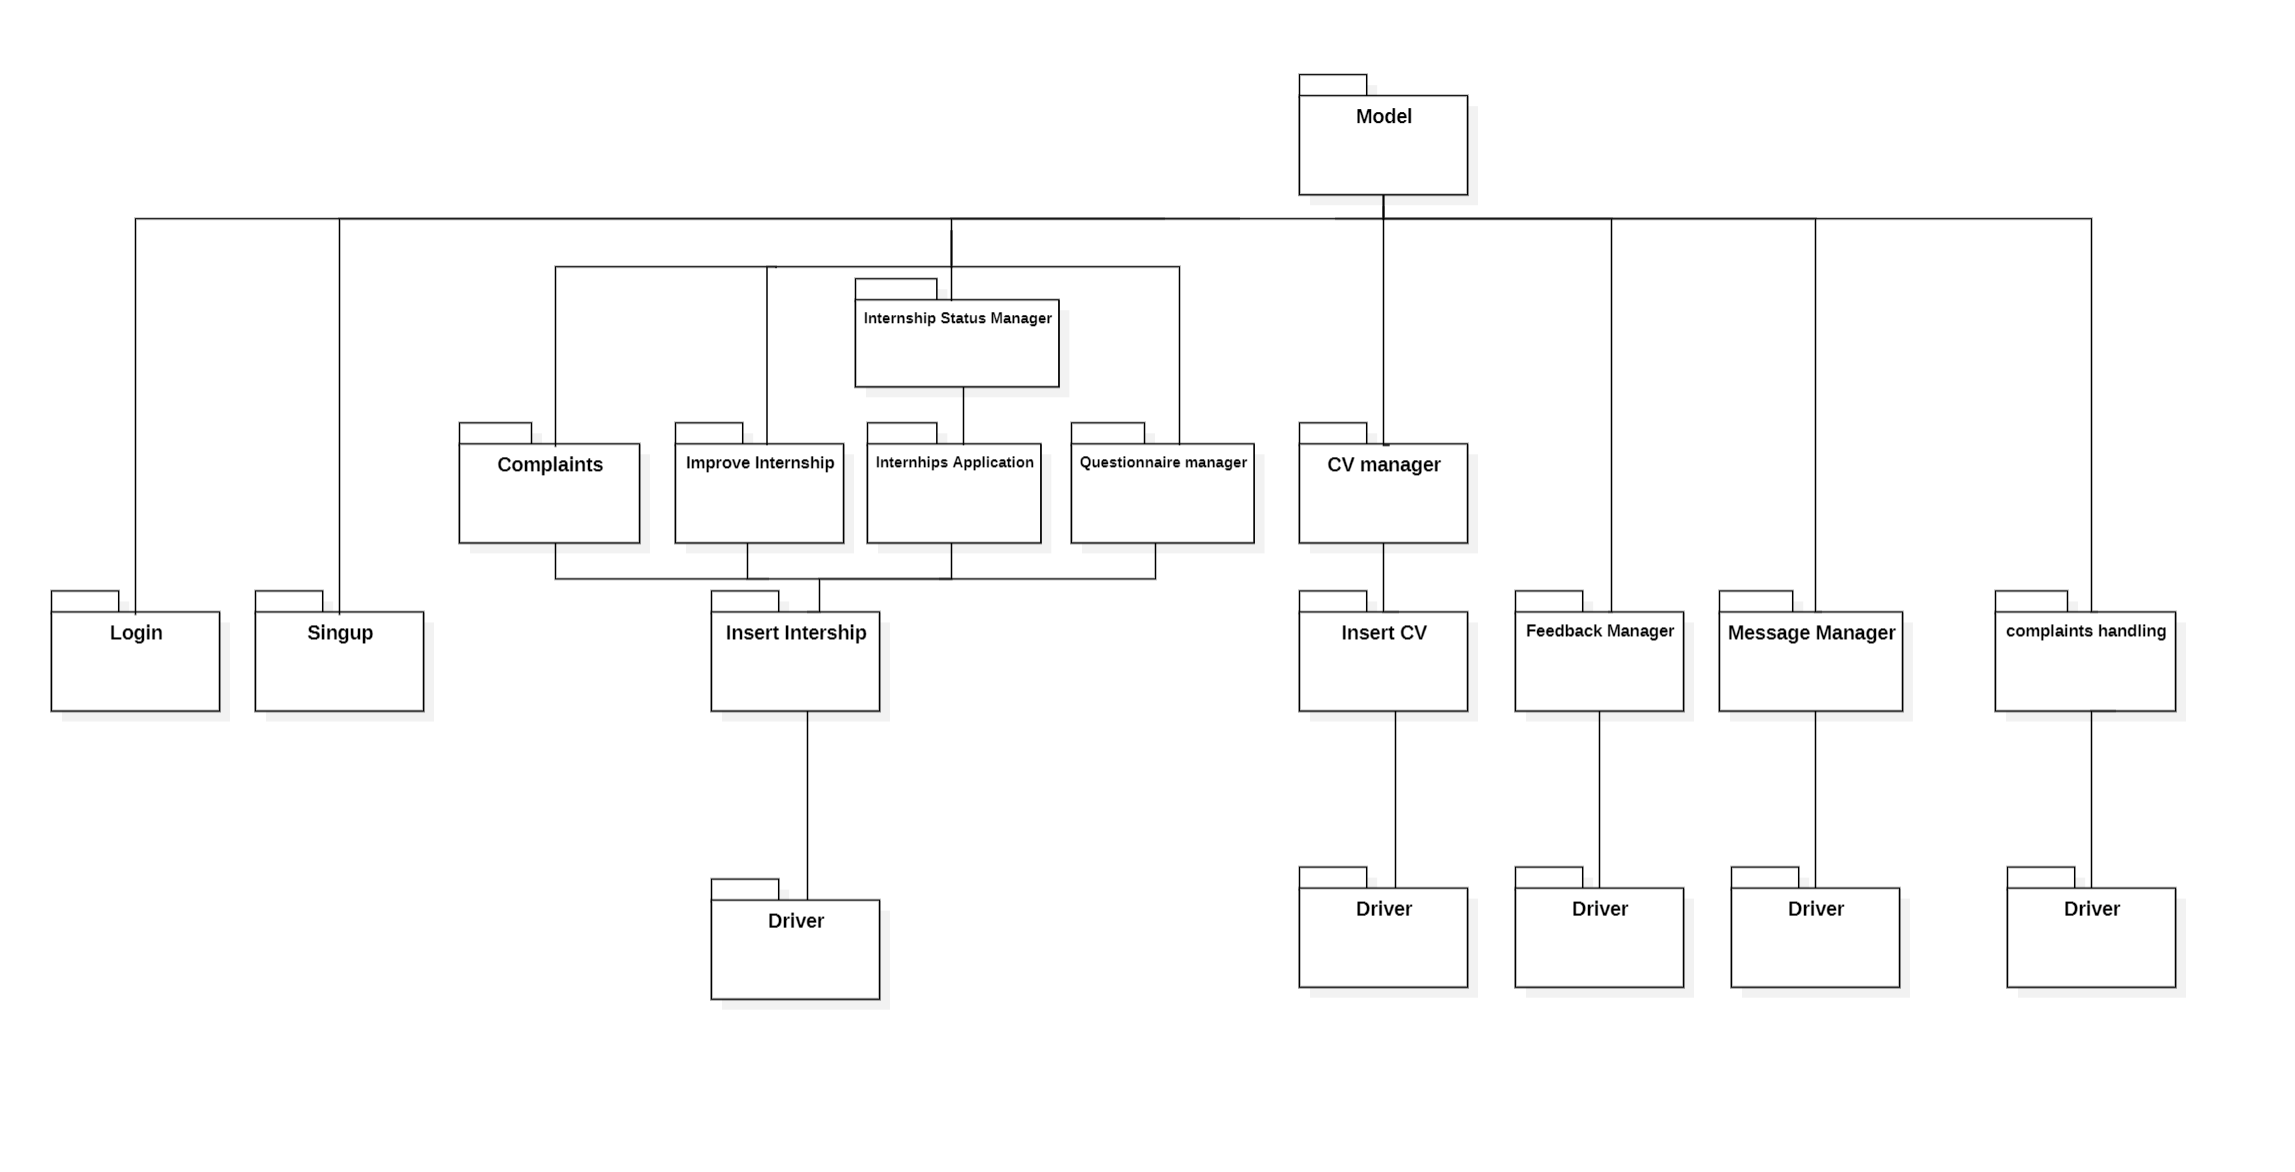 Model
Internship Status Manager
Complaints
Improve Internship
Internhips Application
Questionnaire manager
CV manager
Login
Singup
Insert Intership
Insert CV
Feedback Manager
Message Manager
complaints handling
Driver
Driver
Driver
Driver
Driver